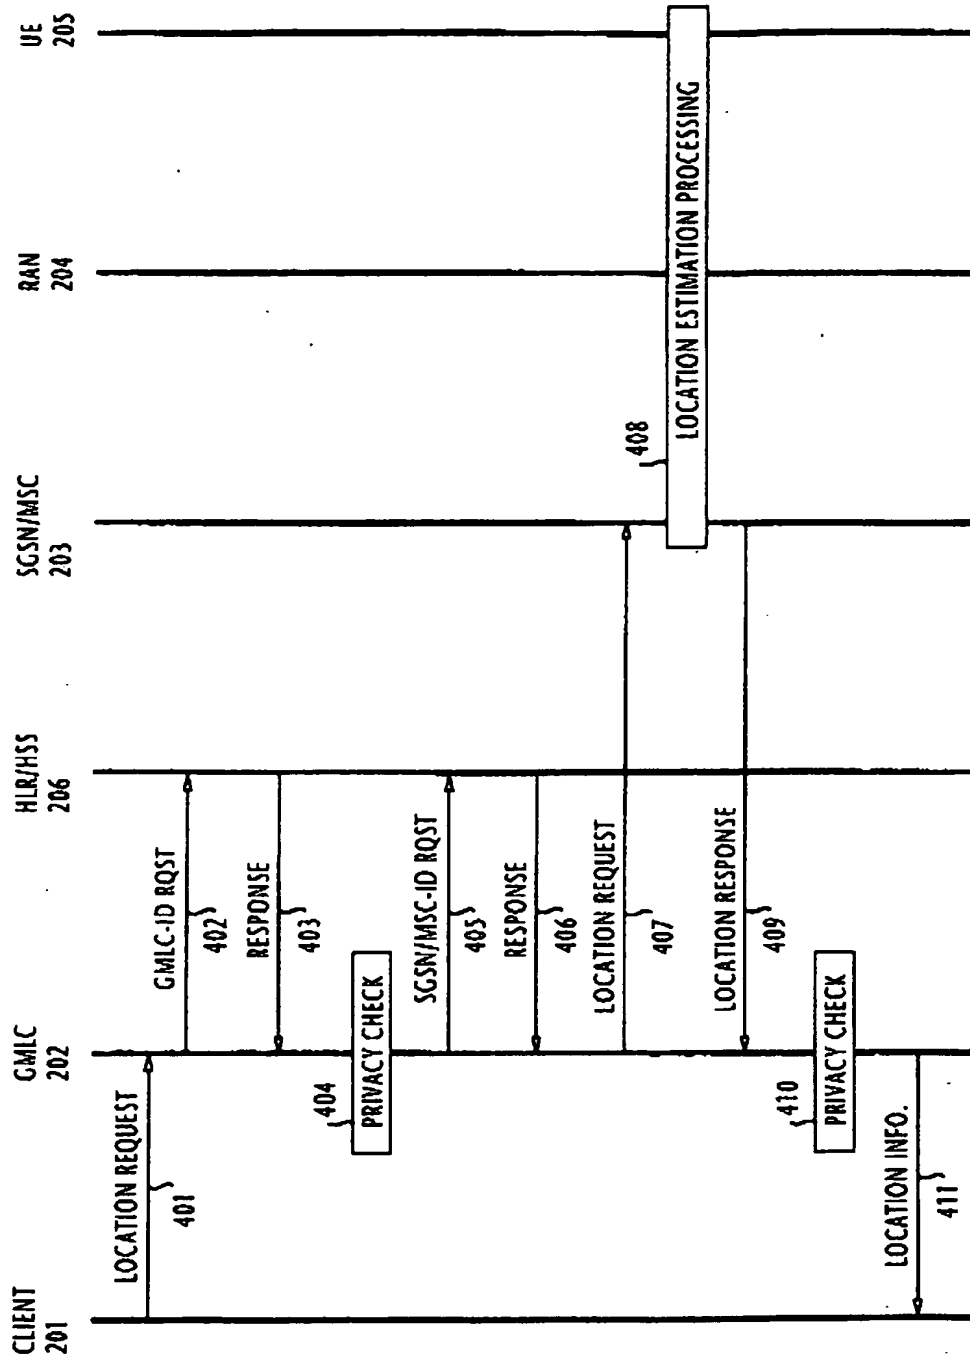 CLIENT
201
GMLC
202
HLR/HSS
206
SGSN/MSC
203
RAN
204
UE
205
LOCATION REQUEST
401
GMLC-ID RQST
402
RESPONSE
403
404
PRIVACY CHECK
SGSN/MSC-ID RQST
405
RESPONSE
406
LOCATION REQUEST
407
408
LOCATION ESTIMATION PROCESSING
LOCATION RESPONSE
409
410
PRIVACY CHECK
LOCATION INFO.
411